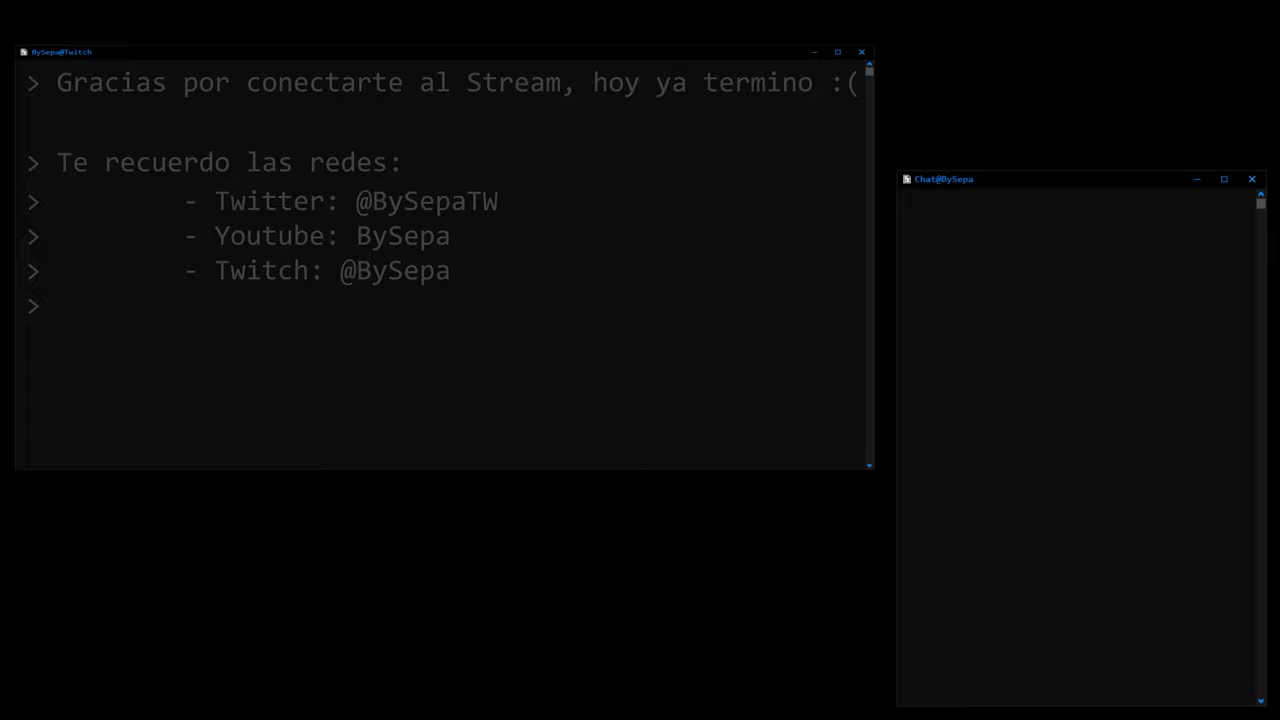 BySepa@Twitch
> Gracias por conectarte al Stream, hoy ya termino :(
> Te recuerdo las redes:
> - Twitter: @BySepaTW
> - Youtube: BySepa
> - Twitch: @BySepa
>
Chat@BySepa